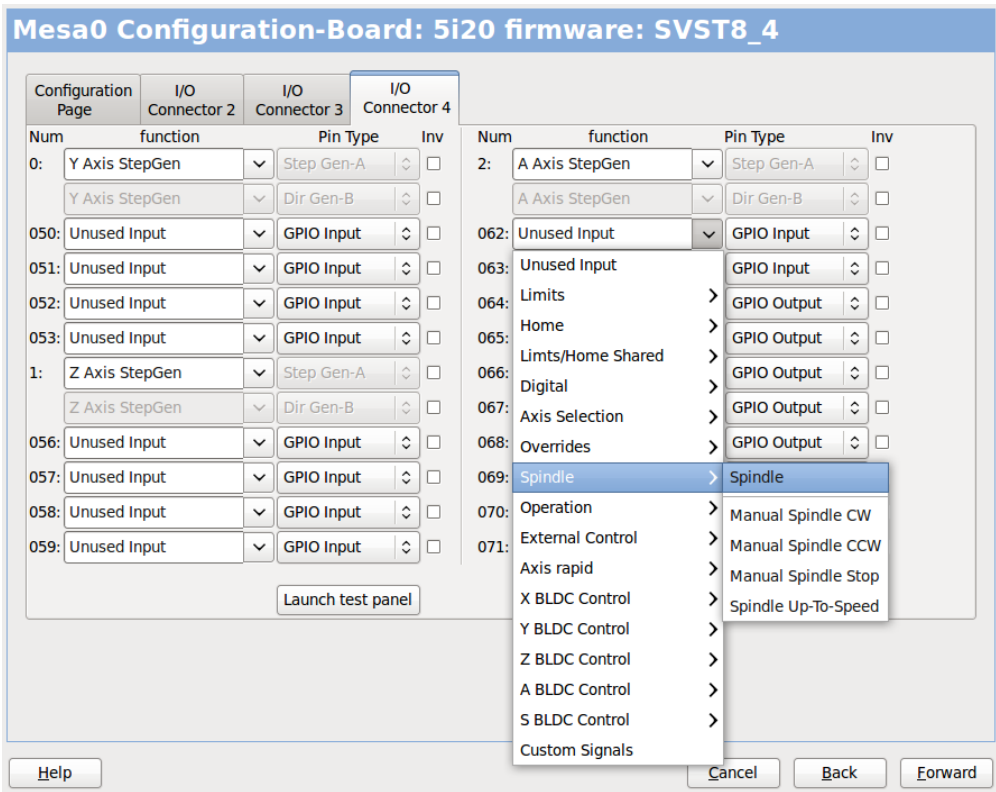 Mesa0 Configuration-Board: 5i20 firmware: SVST8_4
Configuration Page
I/O Connector 2
I/O Connector 3
I/O Connector 4
Num function Pin Type Inv
0: Y Axis StepGen Step Gen-A
Y Axis StepGen Dir Gen-B
050: Unused Input GPIO Input
051: Unused Input GPIO Input
052: Unused Input GPIO Input
053: Unused Input GPIO Input
1: Z Axis StepGen Step Gen-A
Z Axis StepGen Dir Gen-B
056: Unused Input GPIO Input
057: Unused Input GPIO Input
058: Unused Input GPIO Input
059: Unused Input GPIO Input
Launch test panel
Num function Pin Type Inv
2: A Axis StepGen Step Gen-A
A Axis StepGen Dir Gen-B
062: Unused Input GPIO Input
063: GPIO Input
064: GPIO Output
065: GPIO Output
066: GPIO Output
067: GPIO Output
068: GPIO Output
069:
070:
071:
Unused Input
Limits
Home
Limts/Home Shared
Digital
Axis Selection
Overrides
Spindle
Operation
External Control
Axis rapid
X BLDC Control
Y BLDC Control
Z BLDC Control
A BLDC Control
S BLDC Control
Custom Signals
Spindle
Manual Spindle CW
Manual Spindle CCW
Manual Spindle Stop
Spindle Up-To-Speed
Help
Cancel
Back
Forward